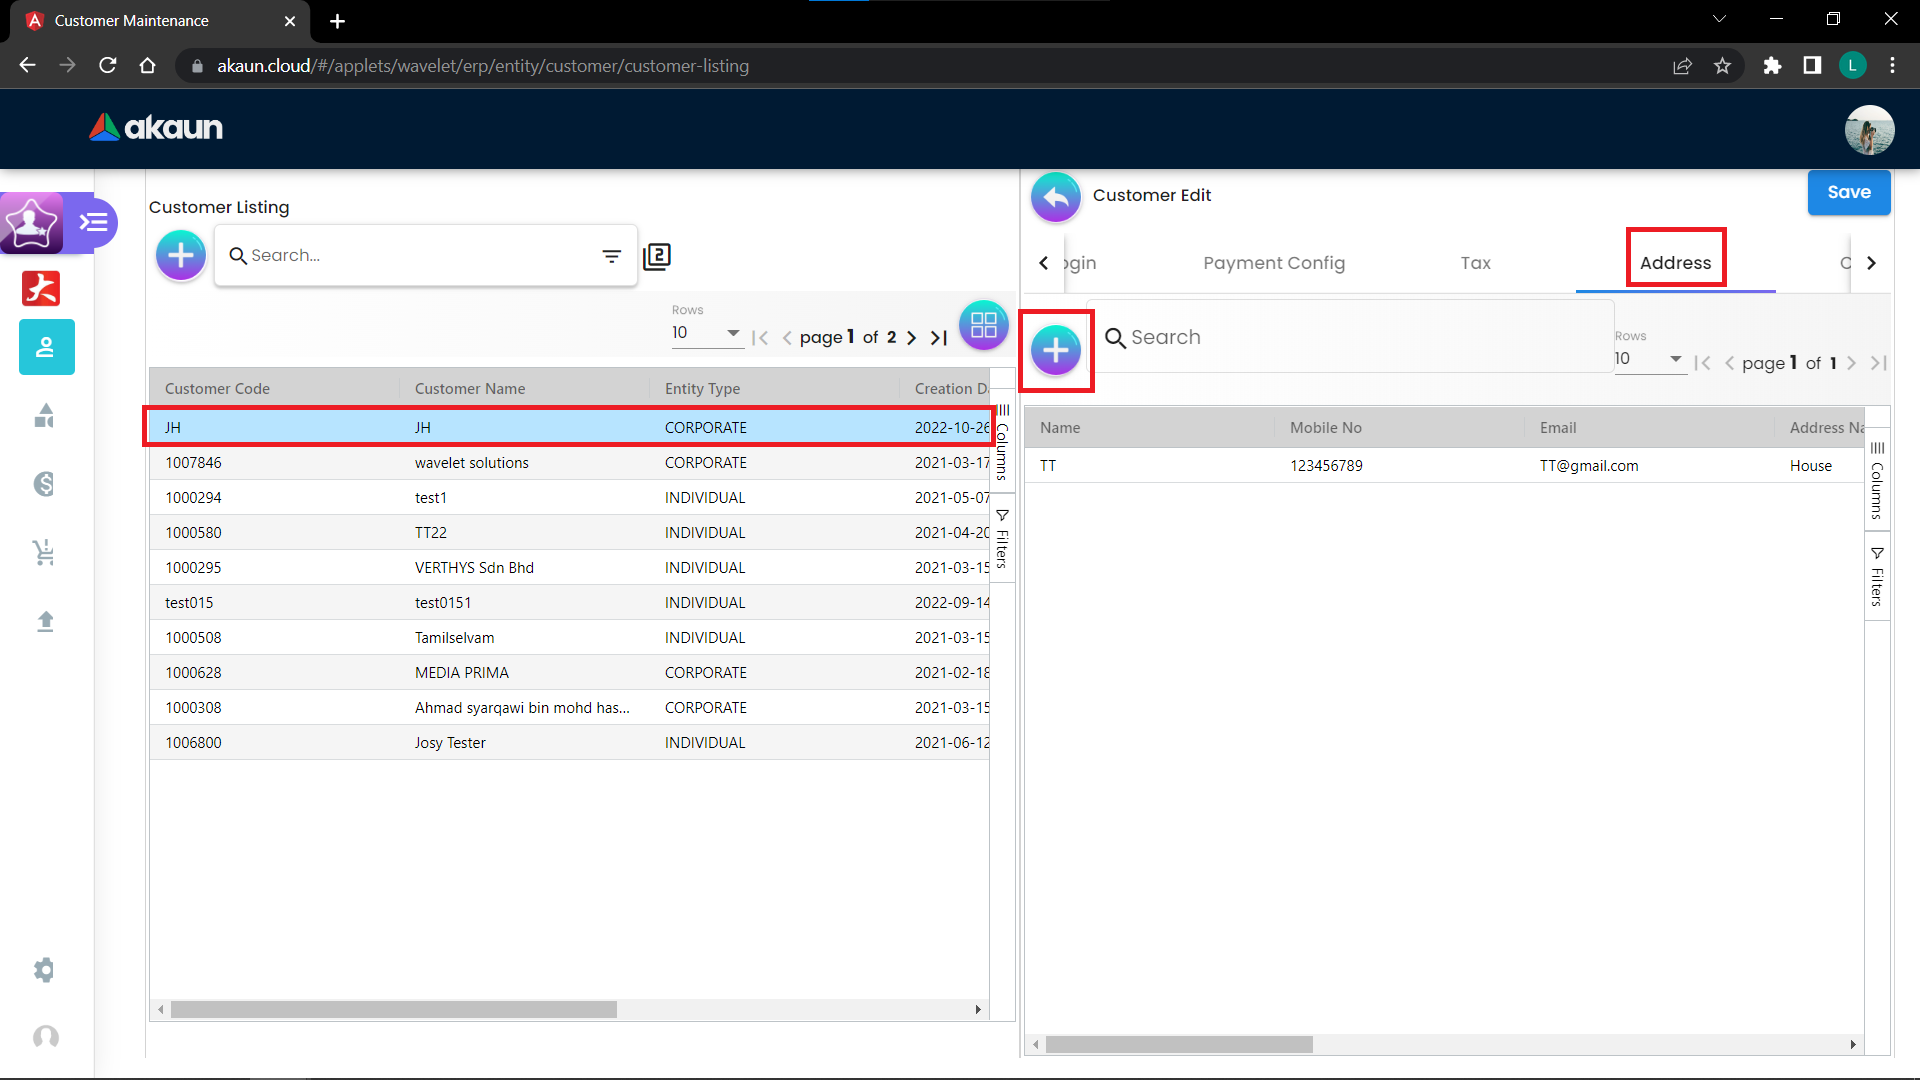 Customer Maintenance
akaun.cloud/#/applets/wavelet/erp/entity/customer/customer-listing
L
akaun
Customer Listing
Search...
2
Rows
10
page 1 of 2
Customer Code Customer Name Entity Type Creation Da
JH JH CORPORATE 2022-10-26
1007846 wavelet solutions CORPORATE 2021-03-17
1000294 test1 INDIVIDUAL 2021-05-07
1000580 TT22 INDIVIDUAL 2021-04-20
1000295 VERTHYS Sdn Bhd INDIVIDUAL 2021-03-15
test015 test0151 INDIVIDUAL 2022-09-14
1000508 Tamilselvam INDIVIDUAL 2021-03-15
1000628 MEDIA PRIMA CORPORATE 2021-02-18
1000308 Ahmad syarqawi bin mohd has... CORPORATE 2021-03-15
1006800 Josy Tester INDIVIDUAL 2021-06-12
Columns
Filters
Customer Edit
Save
ogin Payment Config Tax Address C
Search
Rows
10
page 1 of 1
Name Mobile No Email Address Na
TT 123456789 TT@gmail.com House
Columns
Filters